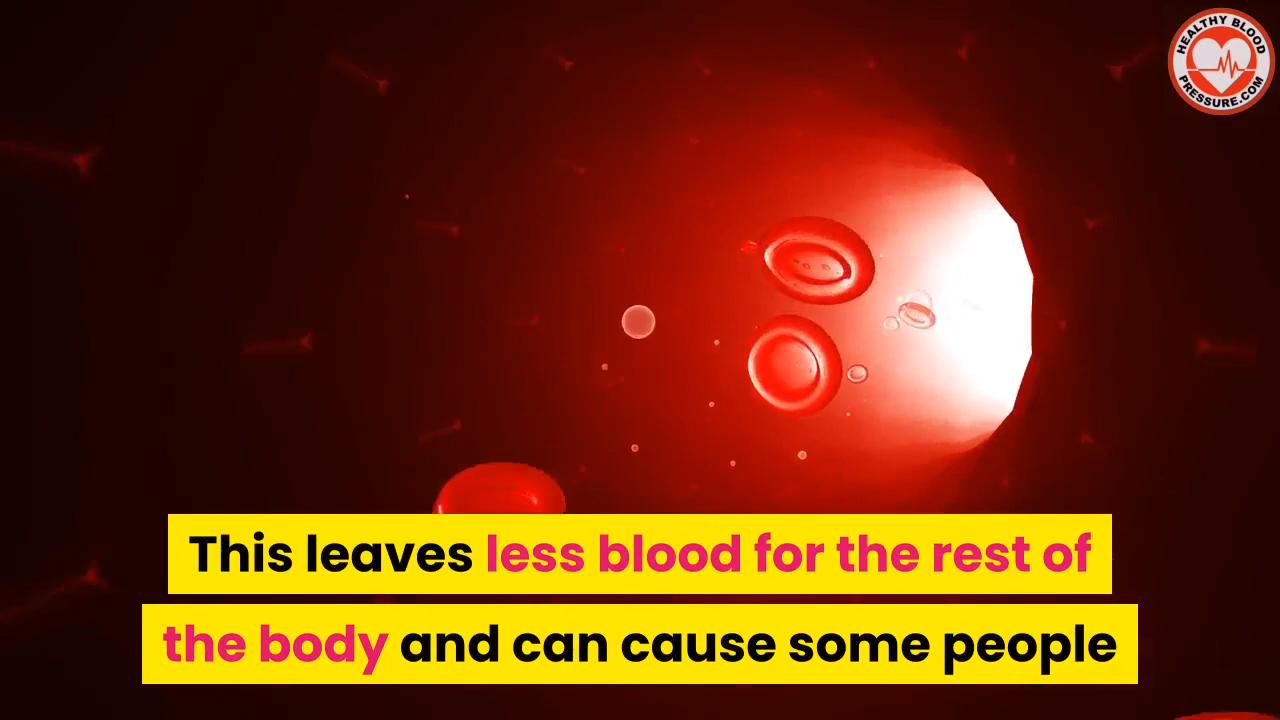 HEALTHY BLOOD
PRESSURE.COM
This leaves less blood for the rest of
the body and can cause some people